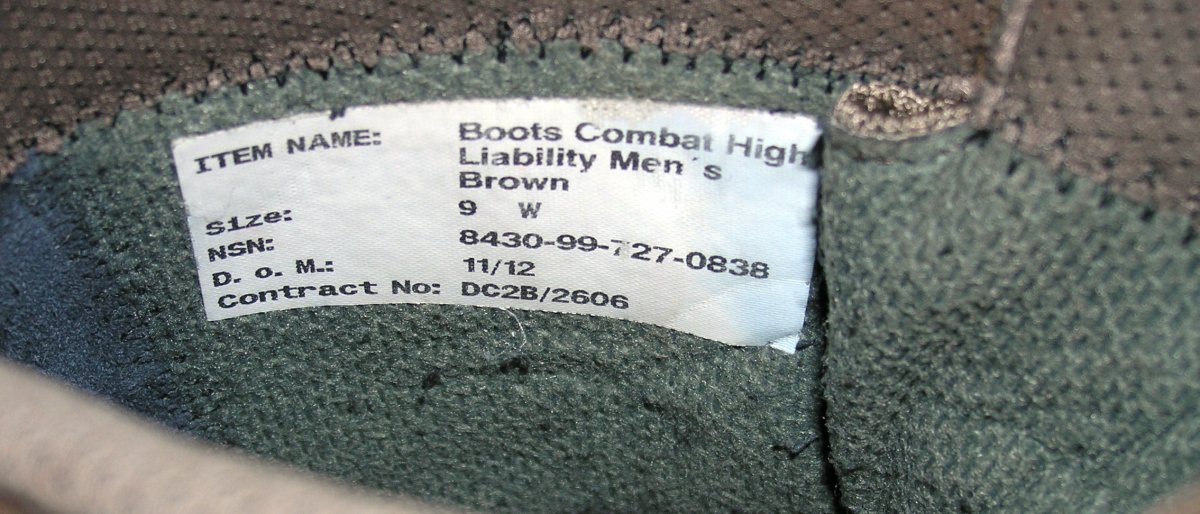 ITEM NAME: Boots Combat High
Liability Men´s
Brown
Size: 9 W
NSN: 8430-99-727-0838
D. o. M.: 11/12
Contract No: DC2B/2606